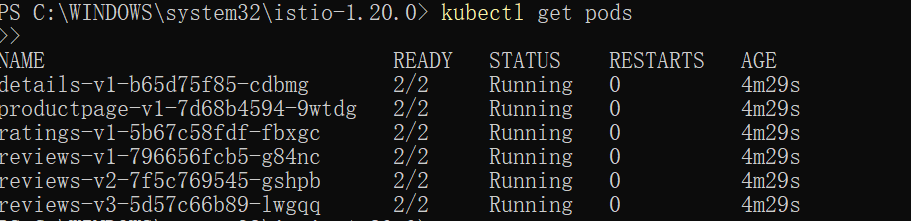 PS C:\WINDOWS\system32\istio-1.20.0> kubectl get pods
>>
NAME READY STATUS RESTARTS AGE
details-v1-b65d75f85-cdbmg 2/2 Running 0 4m29s
productpage-v1-7d68b4594-9wtdg 2/2 Running 0 4m29s
ratings-v1-5b67c58fdf-fbxgc 2/2 Running 0 4m29s
reviews-v1-796656fcb5-g84nc 2/2 Running 0 4m29s
reviews-v2-7f5c769545-gshpb 2/2 Running 0 4m29s
reviews-v3-5d57c66b89-lwgqq 2/2 Running 0 4m29s